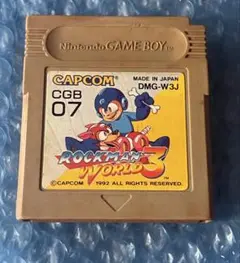 Nintendo GAME BOY
CAPCOM
MADE IN JAPAN
CGB
DMG-W3J
07
ROCKMAN
WORLD 3
©CAPCOM 1992 ALL RIGHTS RESERVED.